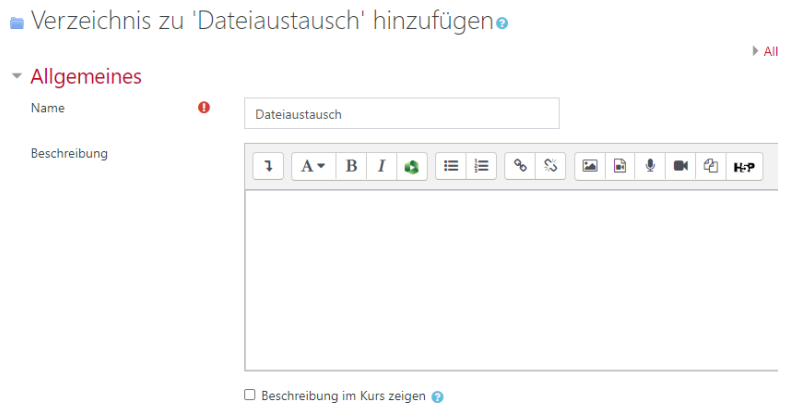 Verzeichnis zu 'Dateiaustausch' hinzufügen
All
Allgemeines
Name
Dateiaustausch
Beschreibung
A B I H5P
Beschreibung im Kurs zeigen